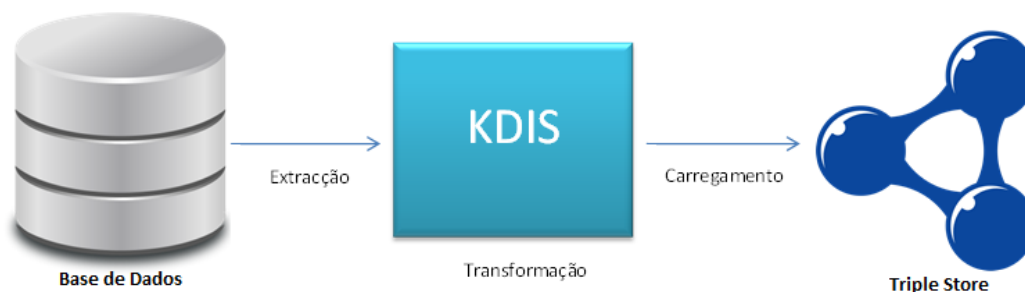 KDIS
Extracção
Carregamento
Transformação
Base de Dados
Triple Store